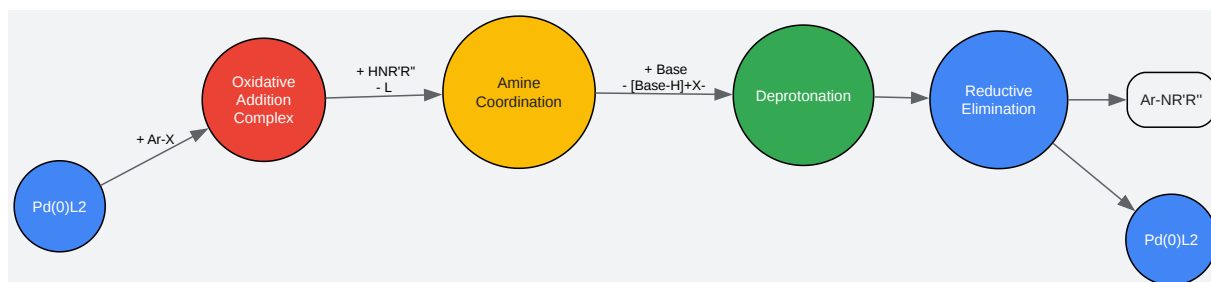 Pd(0)L2
+ Ar-X
Oxidative
Addition
Complex
+ HNR'R"
- L
Amine
Coordination
+ Base
- [Base-H]+X-
Deprotonation
Reductive
Elimination
Ar-NR'R"
Pd(0)L2